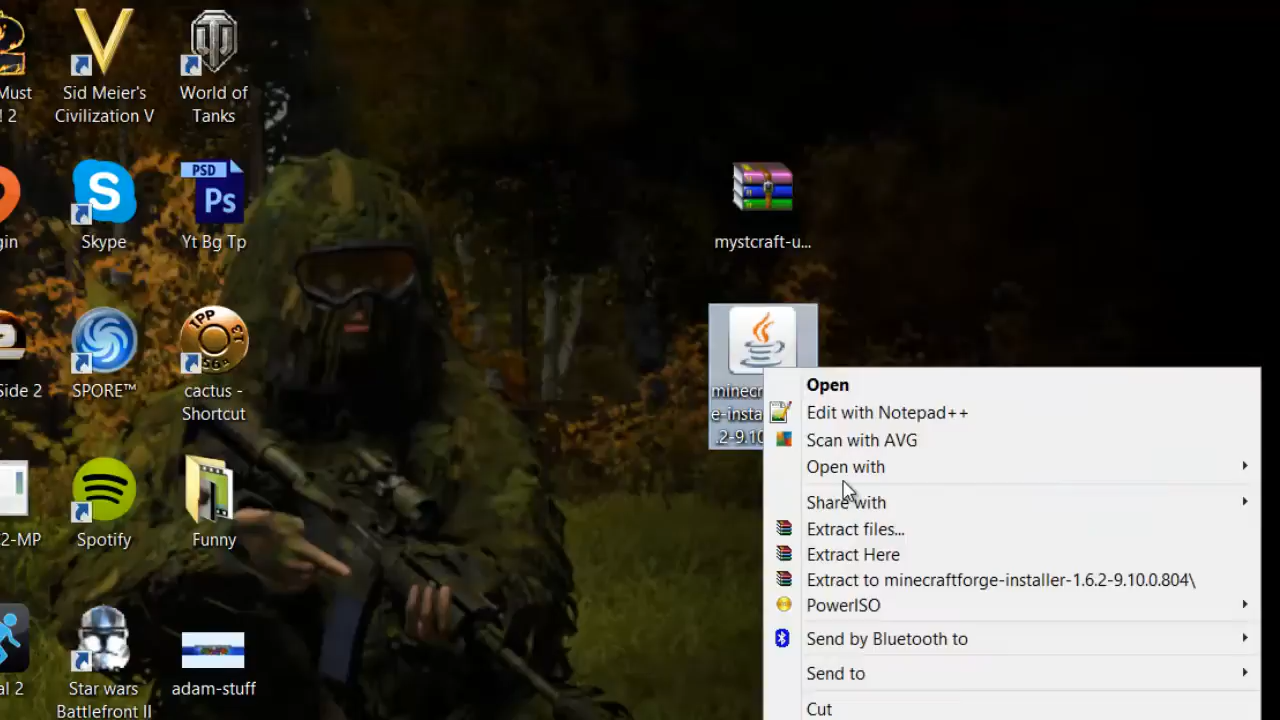 Must
! 2
Sid Meier's
Civilization V
World of
Tanks
gin
Skype
PSD
Ps
Yt Bg Tp
mystcraft-u...
Side 2
SPORE™
cactus -
Shortcut
minecr
e-insta
.2-9.10
2-MP
Spotify
Funny
al 2
Star wars
Battlefront II
adam-stuff
Open
Edit with Notepad++
Scan with AVG
Open with
Share with
Extract files...
Extract Here
Extract to minecraftforge-installer-1.6.2-9.10.0.804\
PowerISO
Send by Bluetooth to
Send to
Cut